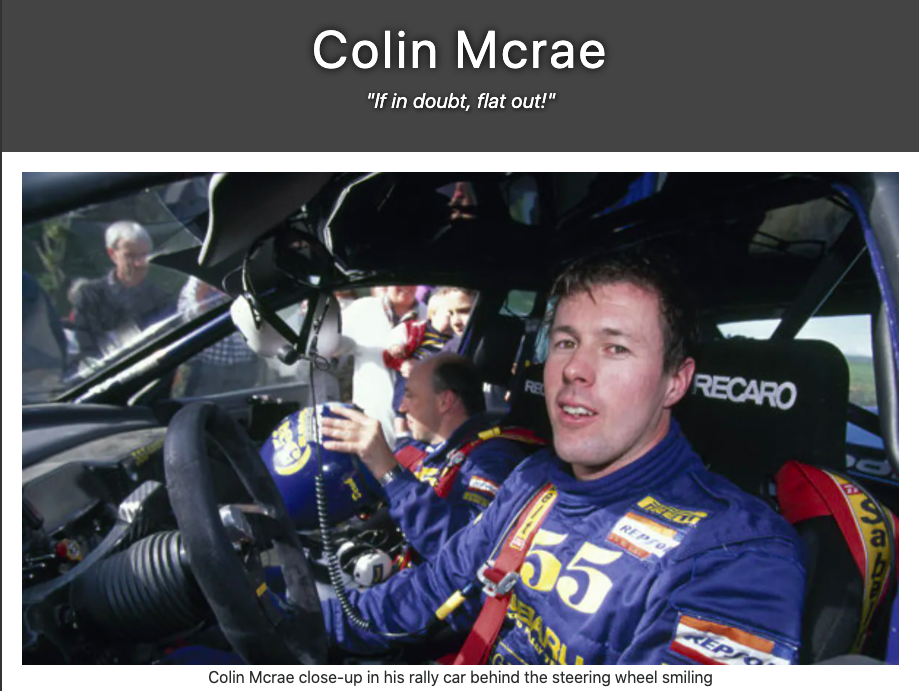 Colin Mcrae
"If in doubt, flat out!"
RECARO
PIRELLI
REPSOL
555
SUBARU
REPSOL
Sabelt
Colin Mcrae close-up in his rally car behind the steering wheel smiling